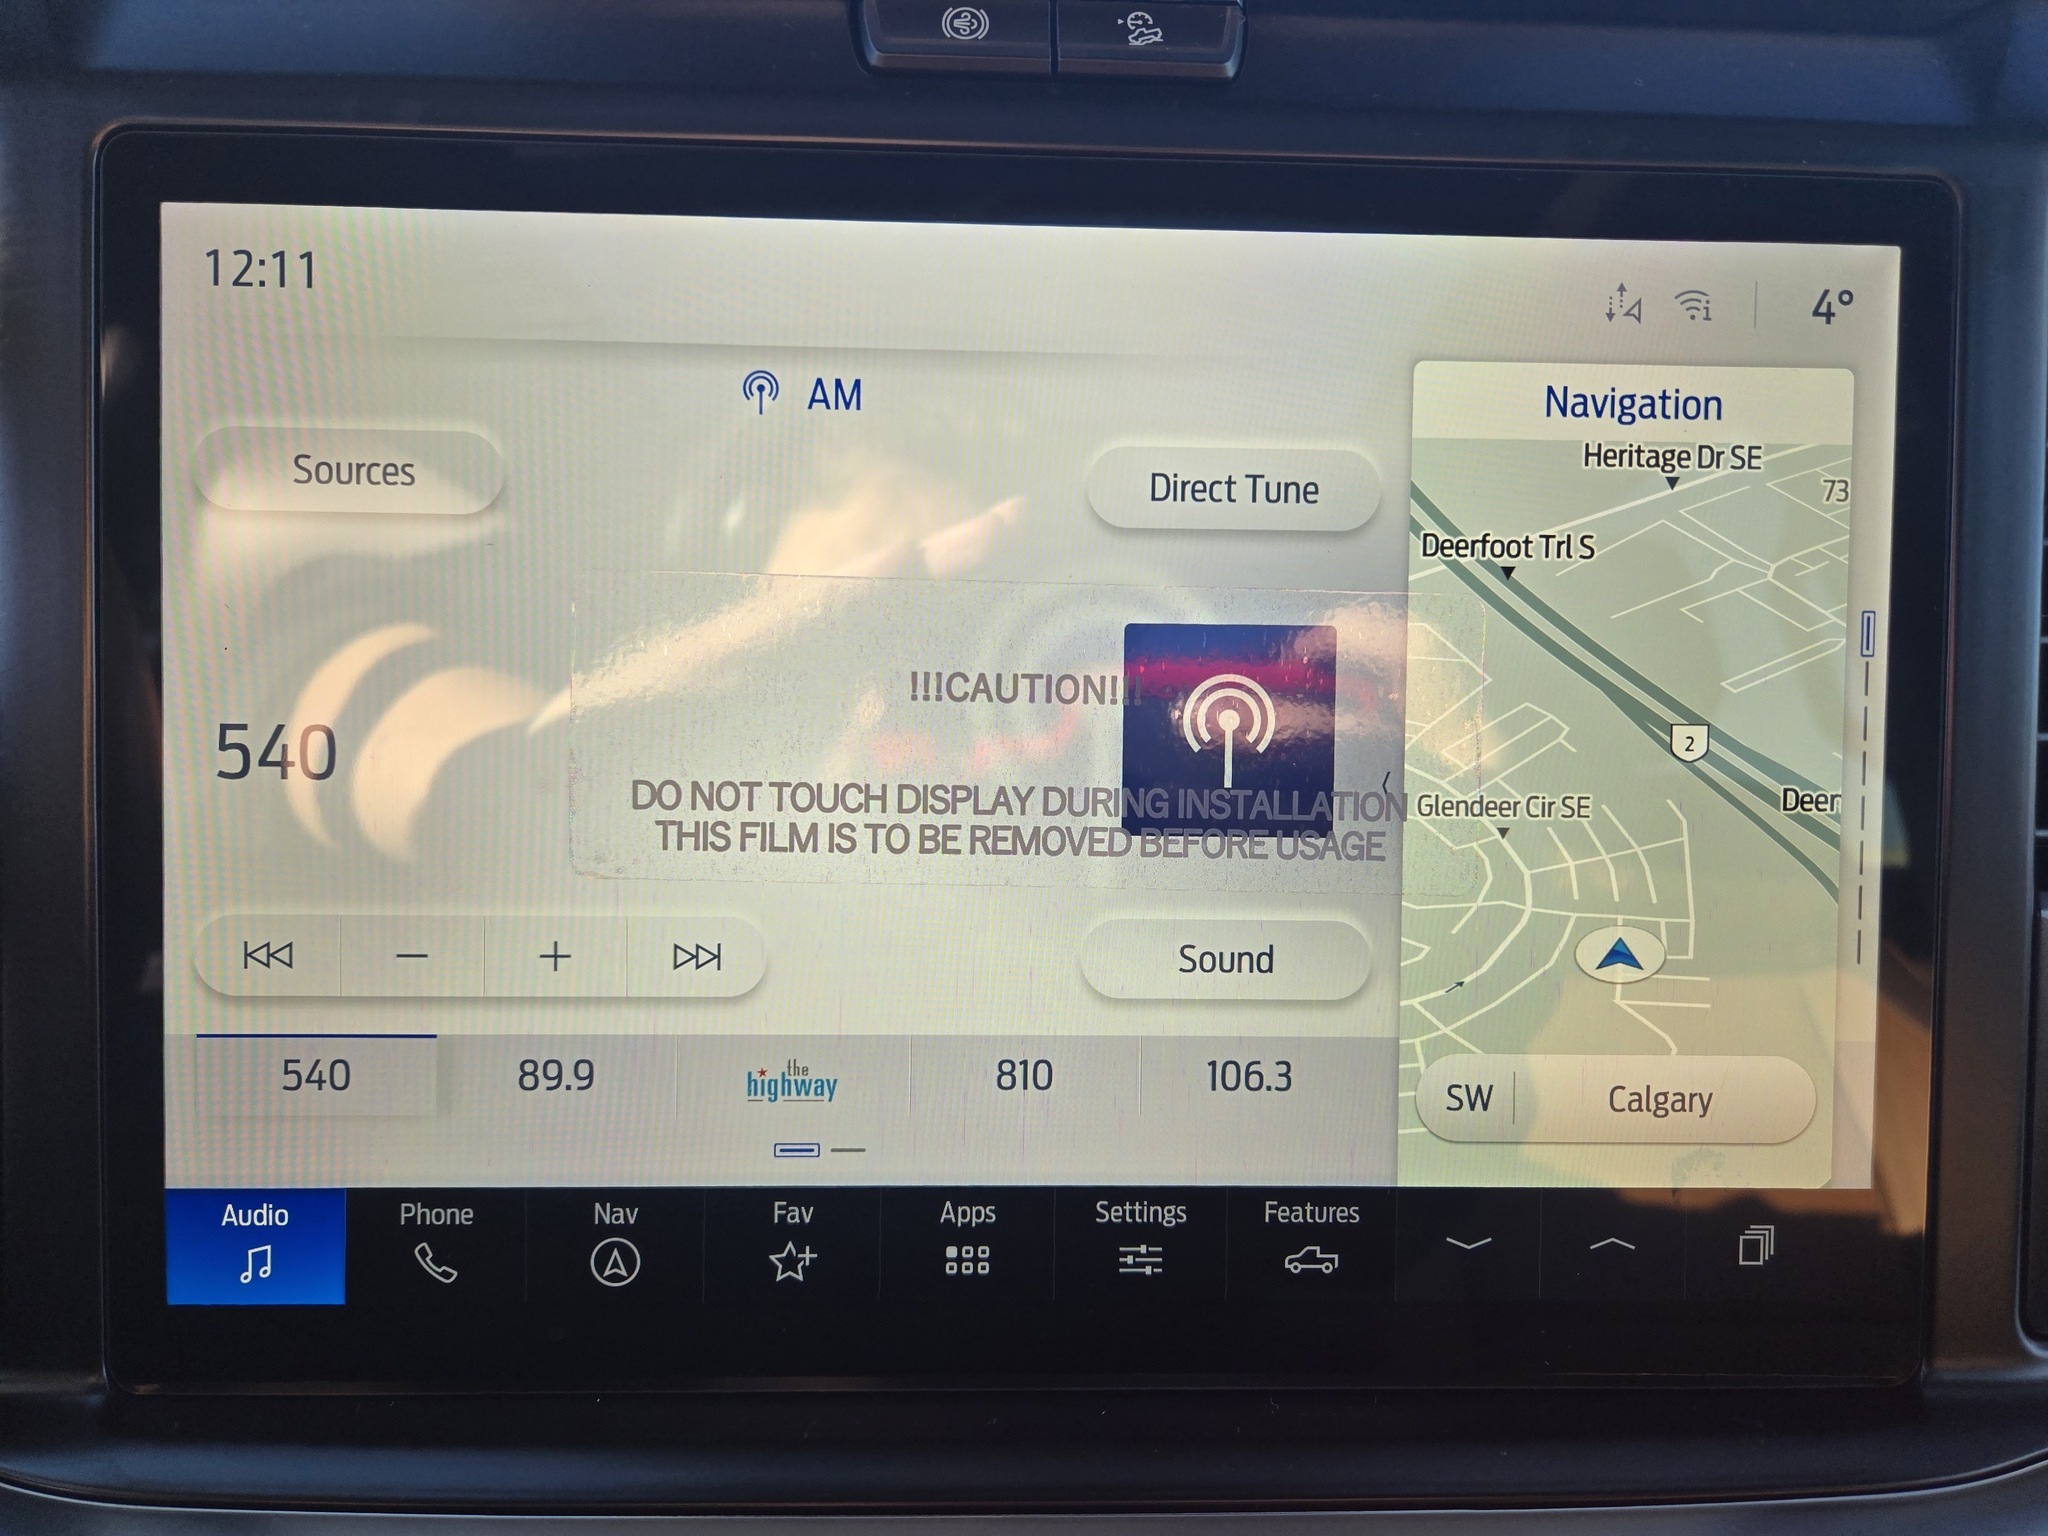 12:11
4°
AM
Navigation
Sources
Direct Tune
Heritage Dr SE
73
Deerfoot Trl S
!!!CAUTION!!!
540
2
DO NOT TOUCH DISPLAY DURING INSTALLATION
THIS FILM IS TO BE REMOVED BEFORE USAGE
Glendeer Cir SE
Deer
Sound
540
89.9
the
highway
810
106.3
SW
Calgary
Audio
Phone
Nav
Fav
Apps
Settings
Features